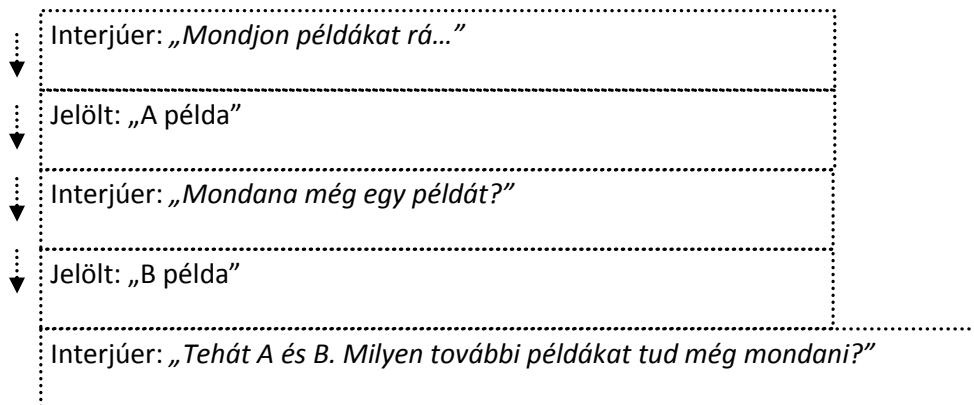 Interjúer: „Mondjon példákat rá…”
Jelölt: „A példa”
Interjúer: „Mondana még egy példát?”
Jelölt: „B példa”
Interjúer: „Tehát A és B. Milyen további példákat tud még mondani?”